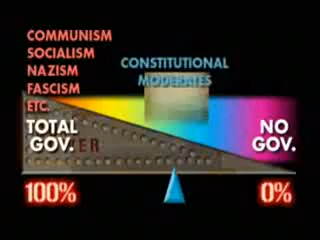 COMMUNISM
SOCIALISM
NAZISM
FASCISM
ETC.
CONSTITUTIONAL
MODERATES
TOTAL
GOV.
NO
GOV.
100%
0%